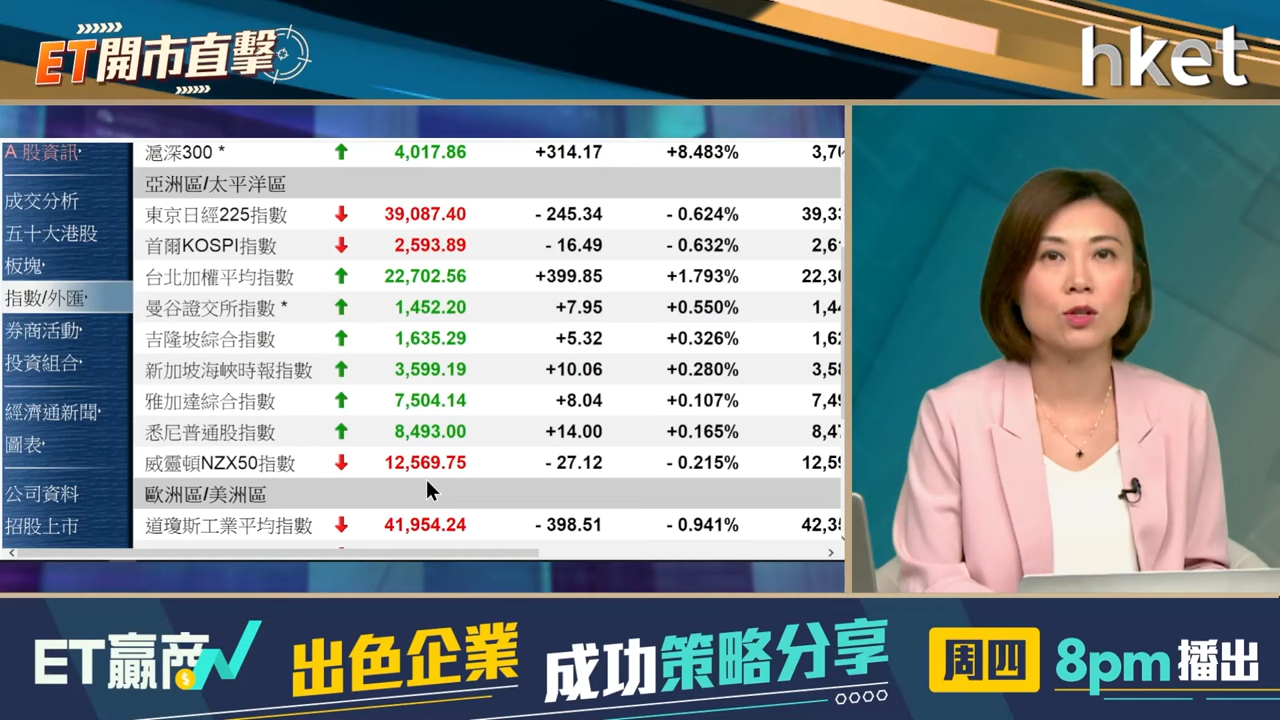 ET開市直擊
hket
A 股資訊
成交分析
五十大港股
板塊
指數/外匯
券商活動
投資組合
經濟通新聞
圖表
公司資料
招股上市
滬深300 * 4,017.86 +314.17 +8.483%
亞洲區/太平洋區
東京日經225指數 39,087.40 - 245.34 - 0.624%
首爾KOSPI指數 2,593.89 - 16.49 - 0.632%
台北加權平均指數 22,702.56 +399.85 +1.793%
曼谷證交所指數 * 1,452.20 +7.95 +0.550%
吉隆坡綜合指數 1,635.29 +5.32 +0.326%
新加坡海峽時報指數 3,599.19 +10.06 +0.280%
雅加達綜合指數 7,504.14 +8.04 +0.107%
悉尼普通股指數 8,493.00 +14.00 +0.165%
威靈頓NZX50指數 12,569.75 - 27.12 - 0.215%
歐洲區/美洲區
道瓊斯工業平均指數 41,954.24 - 398.51 - 0.941%
ET贏商 出色企業 成功策略分享 周四 8pm播出